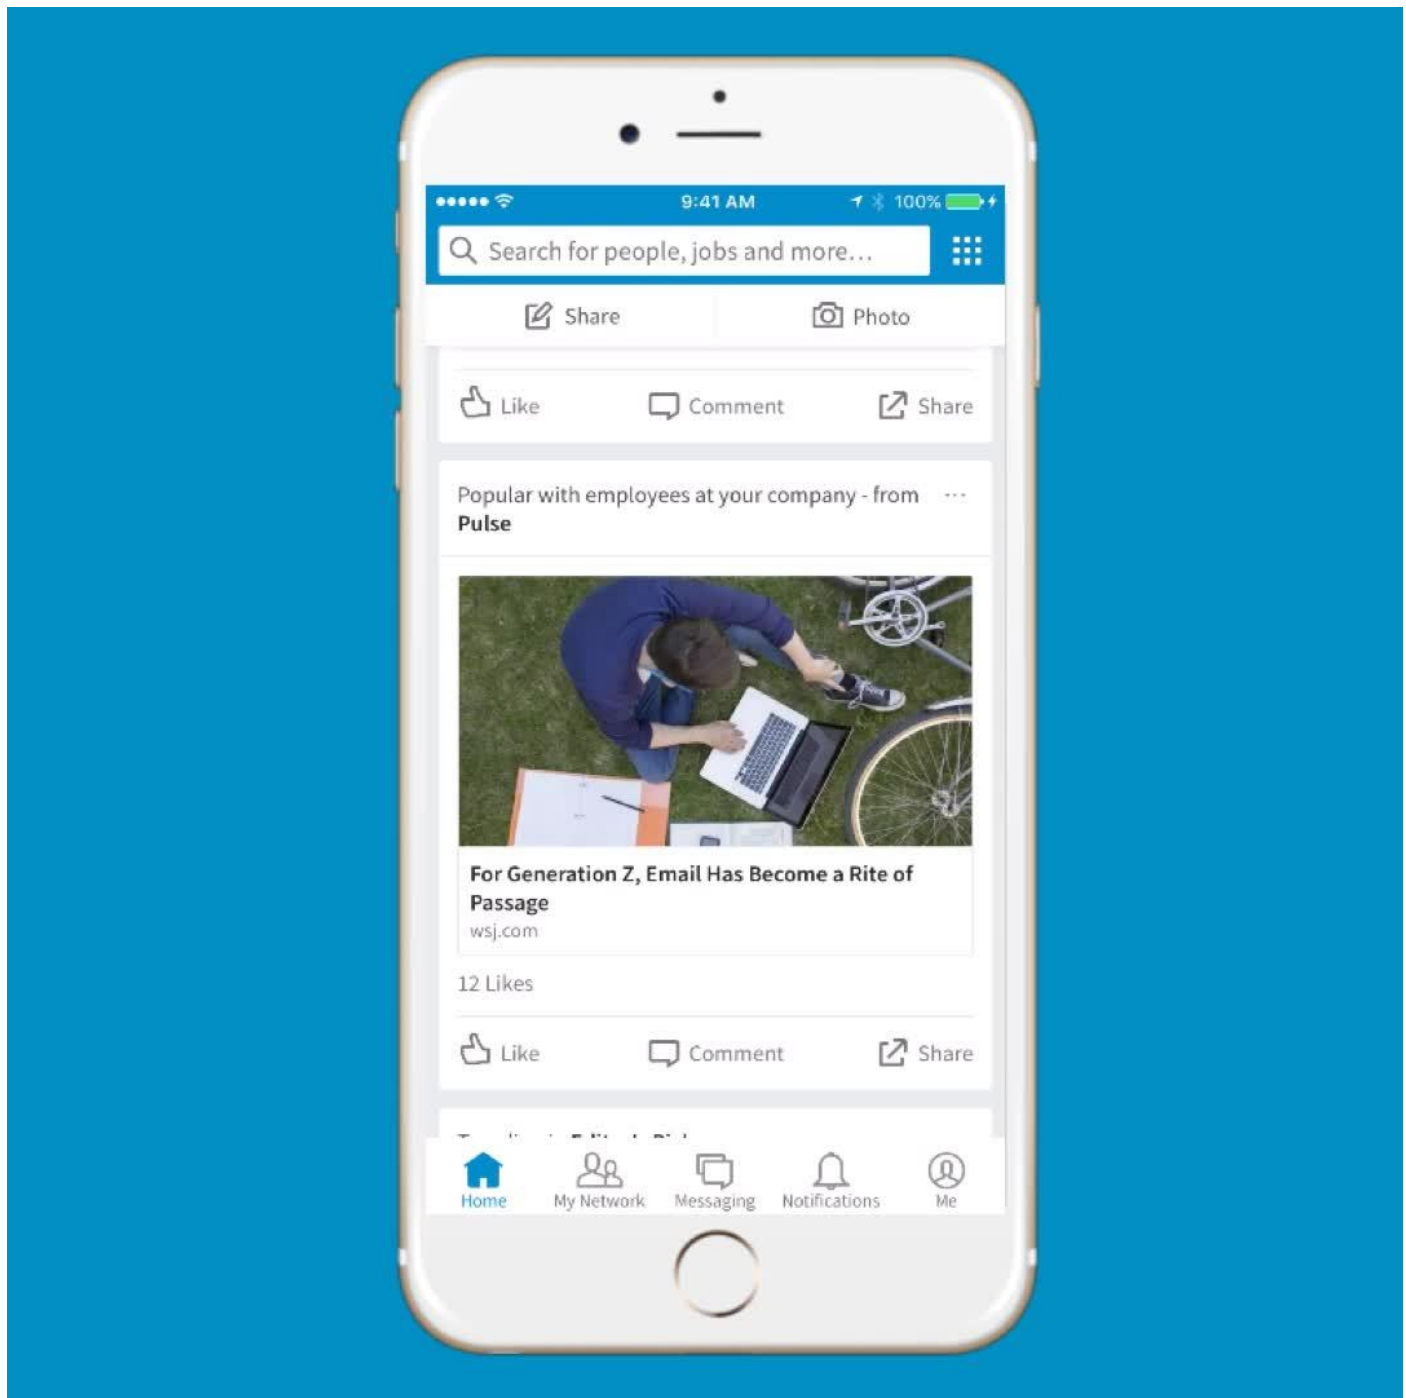 9:41 AM 100%
Search for people, jobs and more...
Share Photo
Like Comment Share
Popular with employees at your company - from
Pulse
For Generation Z, Email Has Become a Rite of
Passage
wsj.com
12 Likes
Like Comment Share
Home My Network Messaging Notifications Me